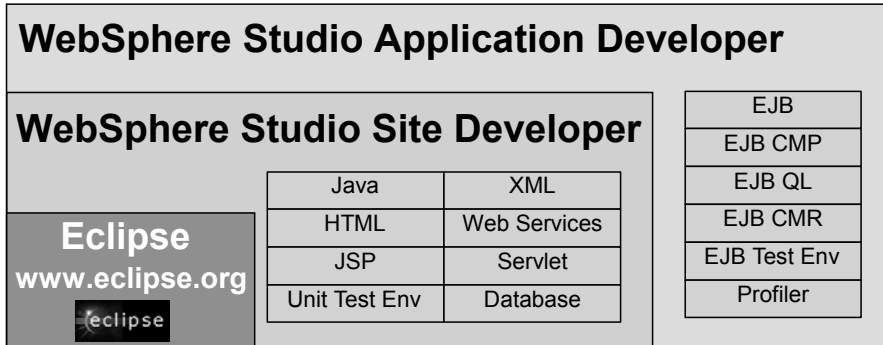 WebSphere Studio Application Developer
WebSphere Studio Site Developer
Eclipse
www.eclipse.org
eclipse
Java
XML
HTML
Web Services
JSP
Servlet
Unit Test Env
Database
EJB
EJB CMP
EJB QL
EJB CMR
EJB Test Env
Profiler